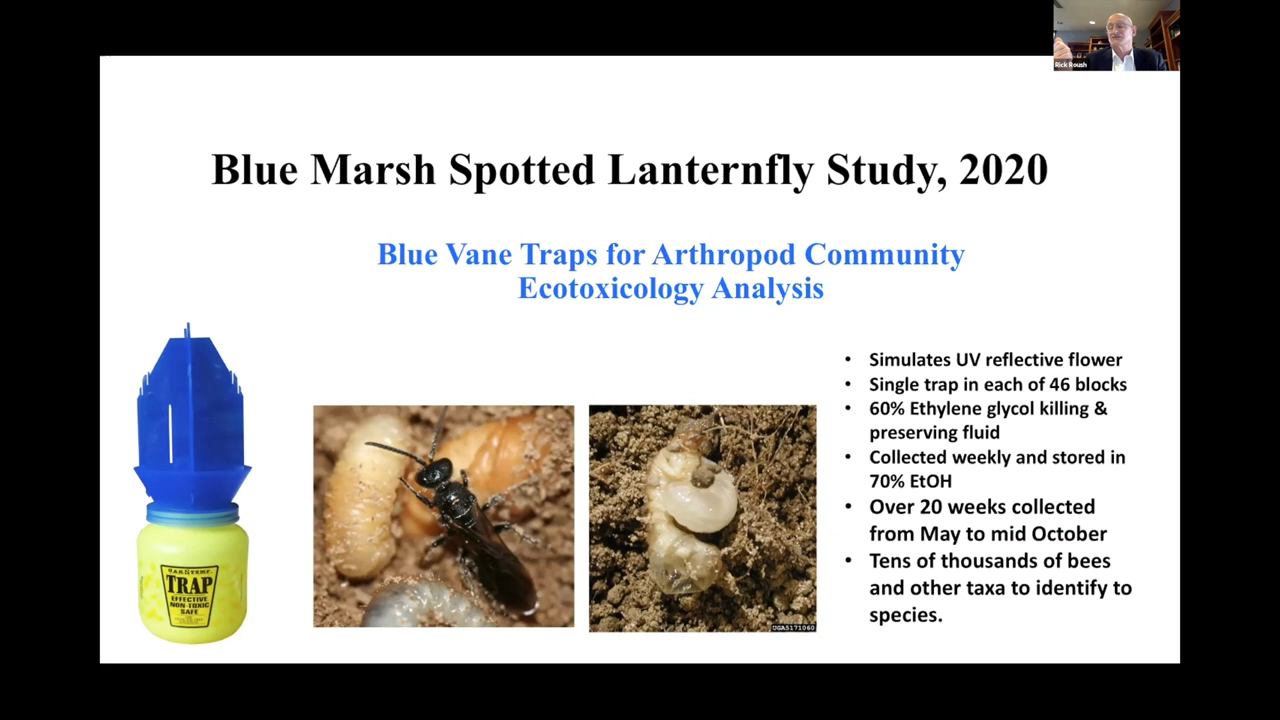 Rick Roush
Blue Marsh Spotted Lanternfly Study, 2020
Blue Vane Traps for Arthropod Community
Ecotoxicology Analysis
• Simulates UV reflective flower
• Single trap in each of 46 blocks
• 60% Ethylene glycol killing &
preserving fluid
• Collected weekly and stored in
70% EtOH
• Over 20 weeks collected
from May to mid October
• Tens of thousands of bees
and other taxa to identify to
species.
TRAP
EFFECTIVE
NON-TOXIC
SAFE
UGA5171060